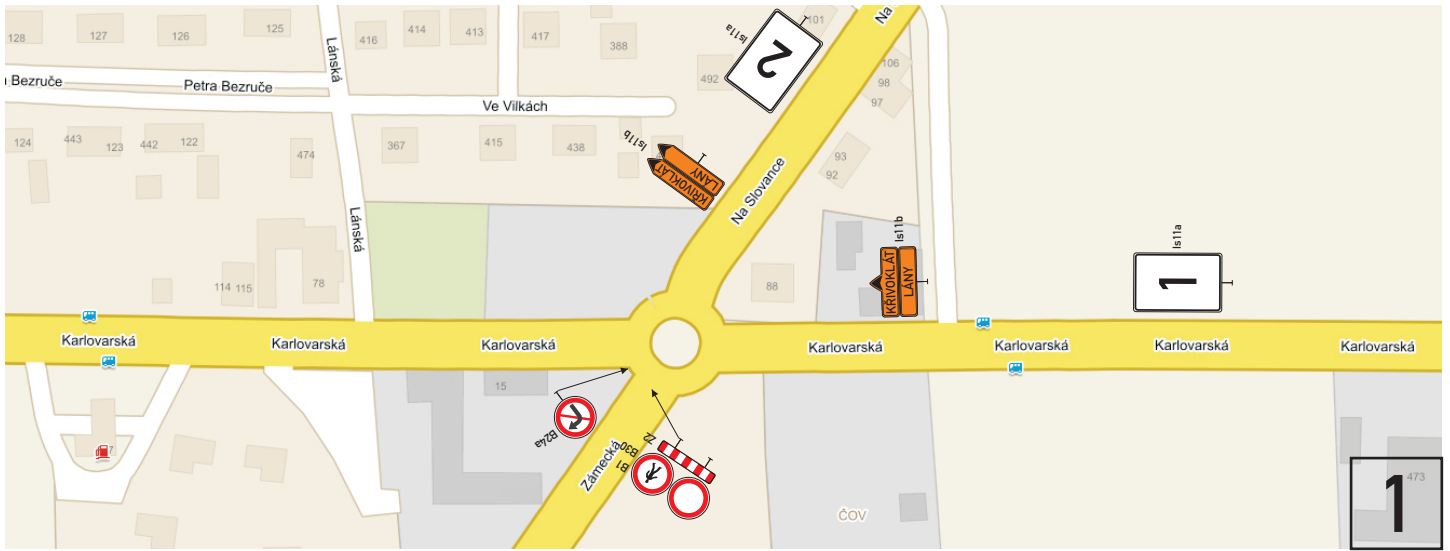 101
Na
125
128
127
126
416
414
413
417
388
Is11a
2
106
98
97
492
Lánská
Bezruče
Petra Bezruče
Ve Vilkách
Is11b
124
443
123
442
122
474
367
415
438
KŘIVOKLÁT
LÁNY
93
92
Na Slovance
Lánská
KŘIVOKLÁT
LÁNY
Is11b
Is11a
1
114
115
78
88
Karlovarská
Karlovarská
Karlovarská
Karlovarská
Karlovarská
Karlovarská
Karlovarská
15
B24a
Zámecká
Z2
B30
B1
7
ČOV
473
1